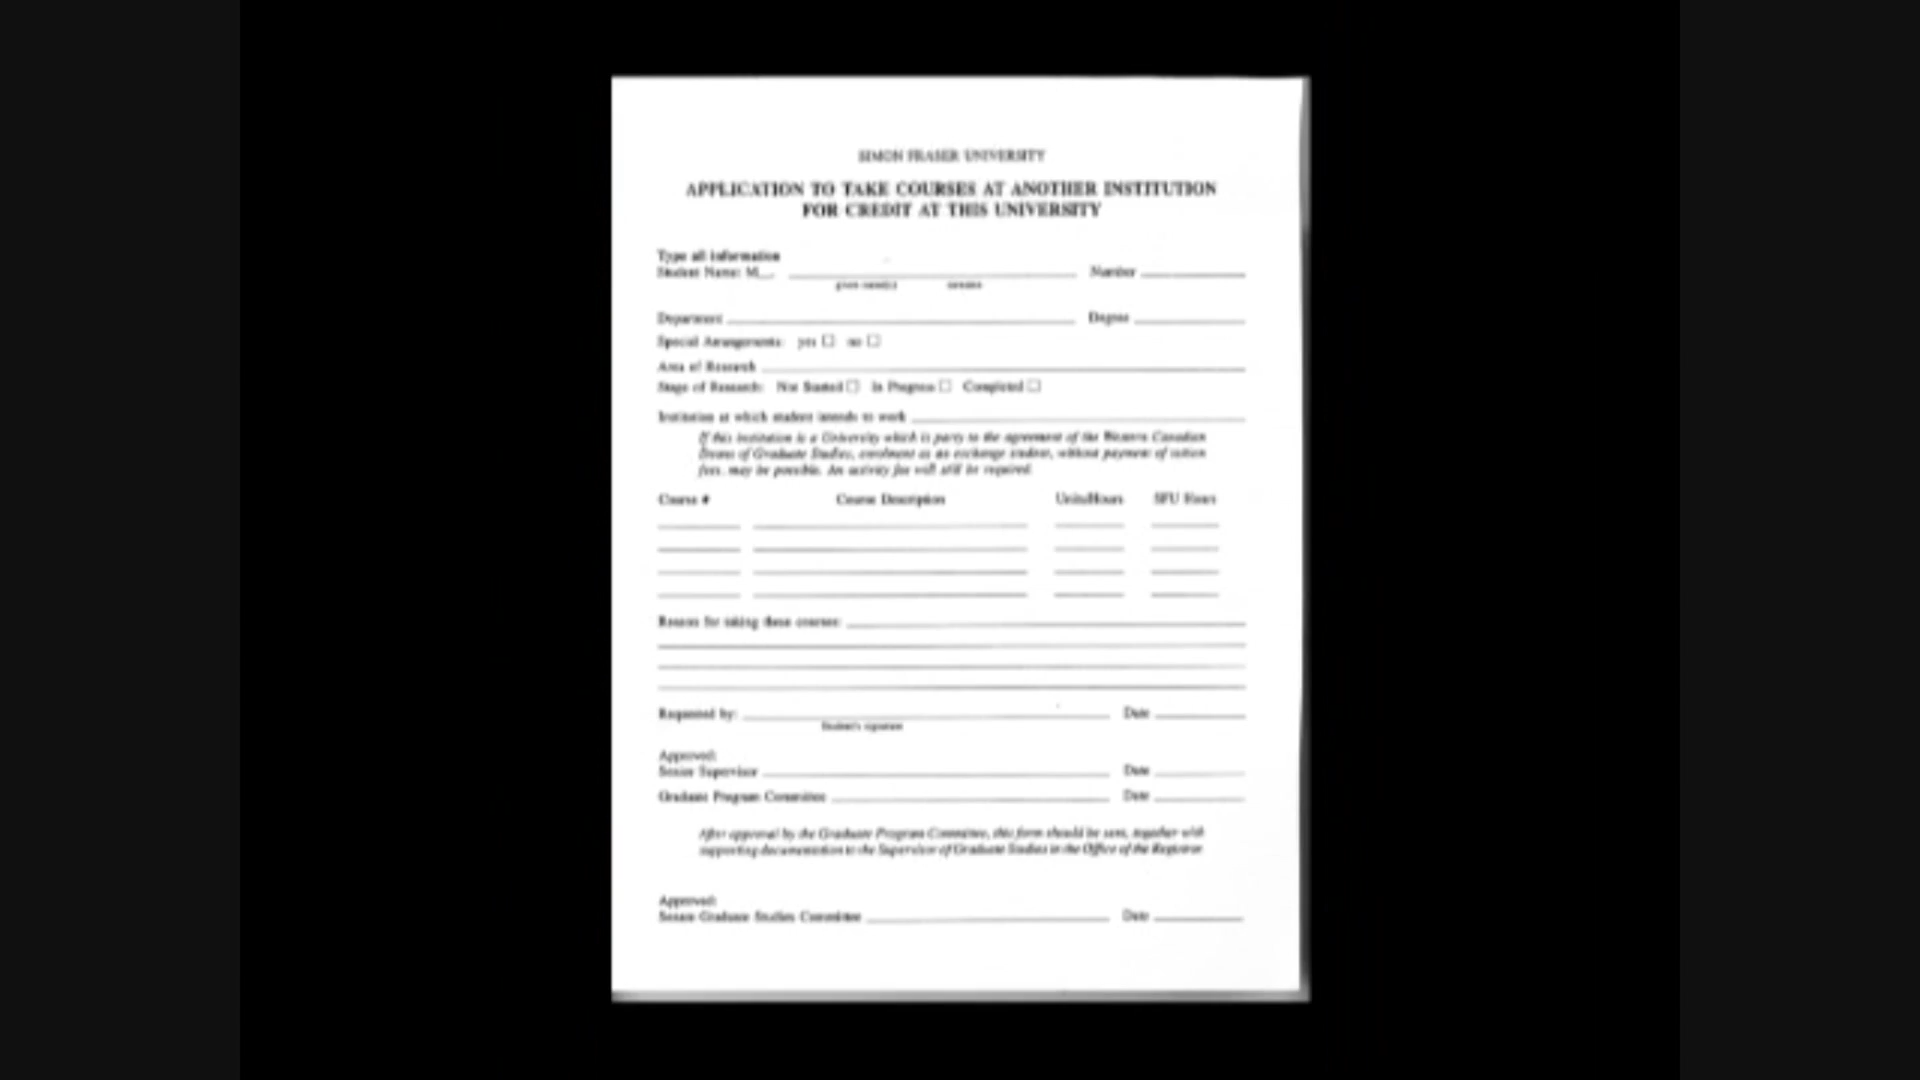 SIMON FRASER UNIVERSITY
APPLICATION TO TAKE COURSES AT ANOTHER INSTITUTION
FOR CREDIT AT THIS UNIVERSITY
Type all information
Student Name: M__ Number
given name(s) surname
Department Degree
Special Arrangements: yes no
Area of Research
Stage of Research: Not Started In Progress Completed
Institution at which student intends to work
If this institution is a University which is party to the agreement of the Western Canadian
Deans of Graduate Studies, enrolment as an exchange student, without payment of tuition
fees, may be possible. An activity fee will still be required.
Course # Course Description Units/Hours SFU Hours
Reason for taking these courses:
Requested by: Date
Student's signature
Approved:
Senior Supervisor Date
Graduate Program Committee Date
After approval by the Graduate Program Committee, this form should be sent, together with
supporting documentation to the Supervisor of Graduate Studies in the Office of the Registrar
Approved:
Senate Graduate Studies Committee Date